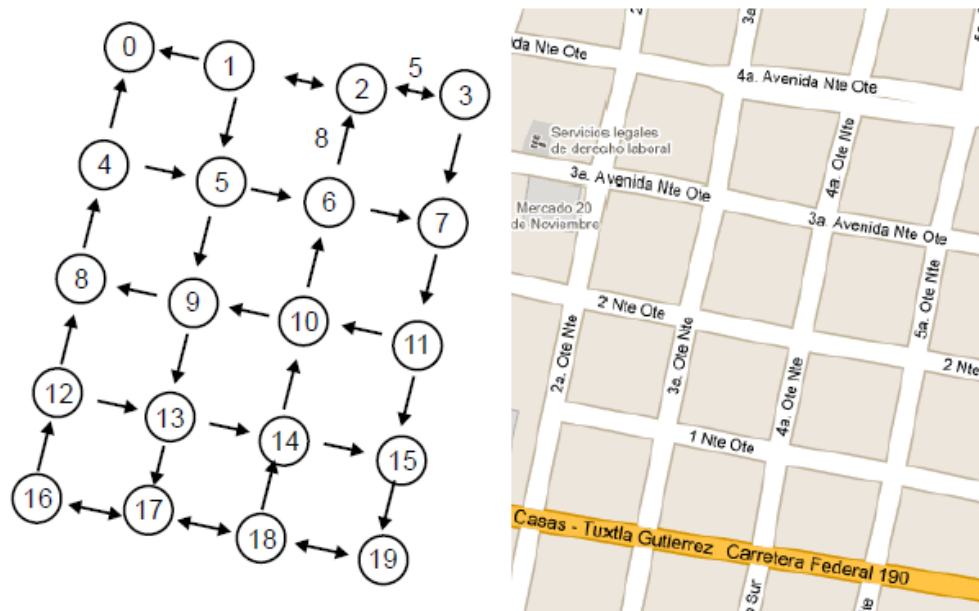 0
1
2
5
3
8
4
5
6
7
8
9
10
11
12
13
14
15
16
17
18
19
da Nte Ote
4a. Avenida Nte Ote
Servicios legales
de derecho laboral
4a. Ote Nte
3a. Avenida Nte Ote
Mercado 20
de Noviembre
3a. Avenida Nte Ote
2' Nte Ote
5a. Ote Nte
2a. Ote Nte
3a. Ote Nte
2 Nte
4a. Ote Nte
1 Nte Ote
Casas - Tuxtla Gutierrez Carretera Federal 190
Sur